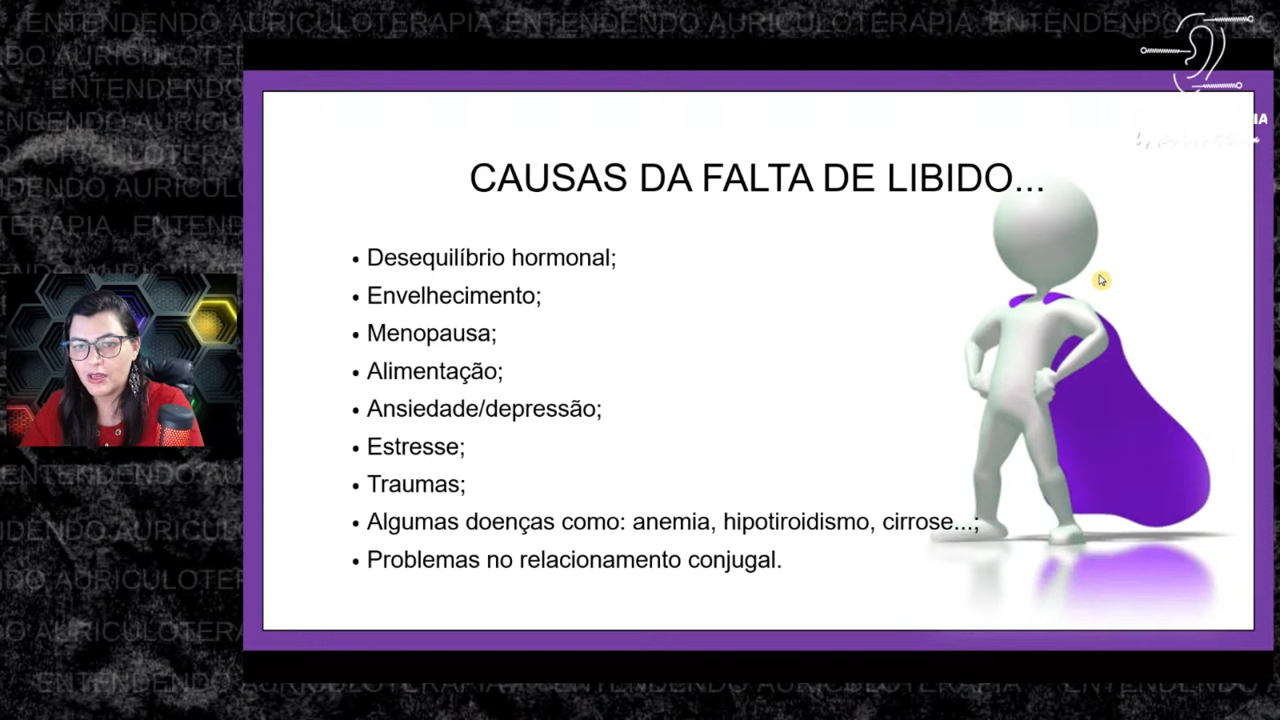 ENTENDENDO AURICULOTERAPIA ENTENDENDO AURICULOTERAPIA ENTENDENDO
CAUSAS DA FALTA DE LIBIDO...
• Desequilíbrio hormonal;
• Envelhecimento;
• Menopausa;
• Alimentação;
• Ansiedade/depressão;
• Estresse;
• Traumas;
• Algumas doenças como: anemia, hipotiroidismo, cirrose...;
• Problemas no relacionamento conjugal.